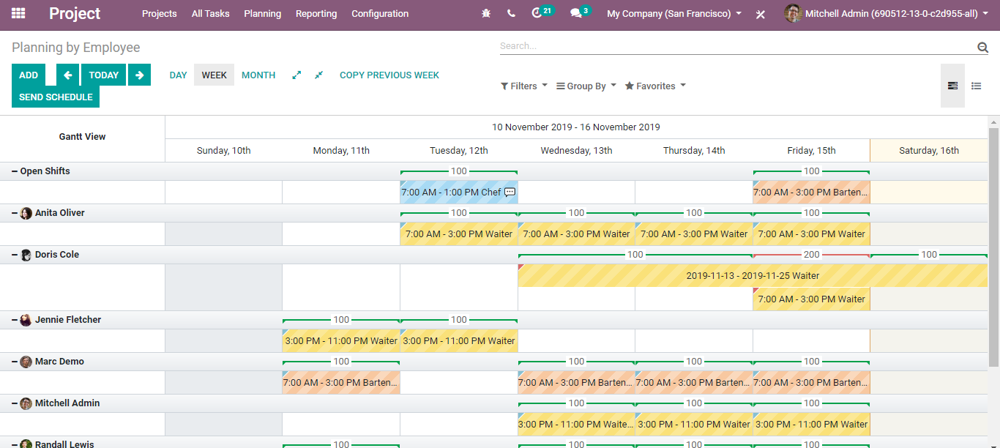 Project Projects All Tasks Planning Reporting Configuration 21 3 My Company (San Francisco) Mitchell Admin (690512-13-0-c2d955-all)
Planning by Employee Search...
ADD TODAY DAY WEEK MONTH COPY PREVIOUS WEEK
Filters Group By Favorites
SEND SCHEDULE
Gantt View 10 November 2019 - 16 November 2019
Sunday, 10th Monday, 11th Tuesday, 12th Wednesday, 13th Thursday, 14th Friday, 15th Saturday, 16th
Open Shifts 100 100
7:00 AM - 1:00 PM Chef 7:00 AM - 3:00 PM Barten...
Anita Oliver 100 100 100 100
7:00 AM - 3:00 PM Waiter 7:00 AM - 3:00 PM Waiter 7:00 AM - 3:00 PM Waiter 7:00 AM - 3:00 PM Waiter
Doris Cole 100 200 100
2019-11-13 - 2019-11-25 Waiter
7:00 AM - 3:00 PM Waiter
Jennie Fletcher 100 100
3:00 PM - 11:00 PM Waiter 3:00 PM - 11:00 PM Waiter
Marc Demo 100 100 100 100
7:00 AM - 3:00 PM Barten... 7:00 AM - 3:00 PM Barten... 7:00 AM - 3:00 PM Barten... 7:00 AM - 3:00 PM Barten...
Mitchell Admin 100 100 100
3:00 PM - 11:00 PM Waite... 3:00 PM - 11:00 PM Waiter 3:00 PM - 11:00 PM Waiter
Randall Lewis 100 100 100 100